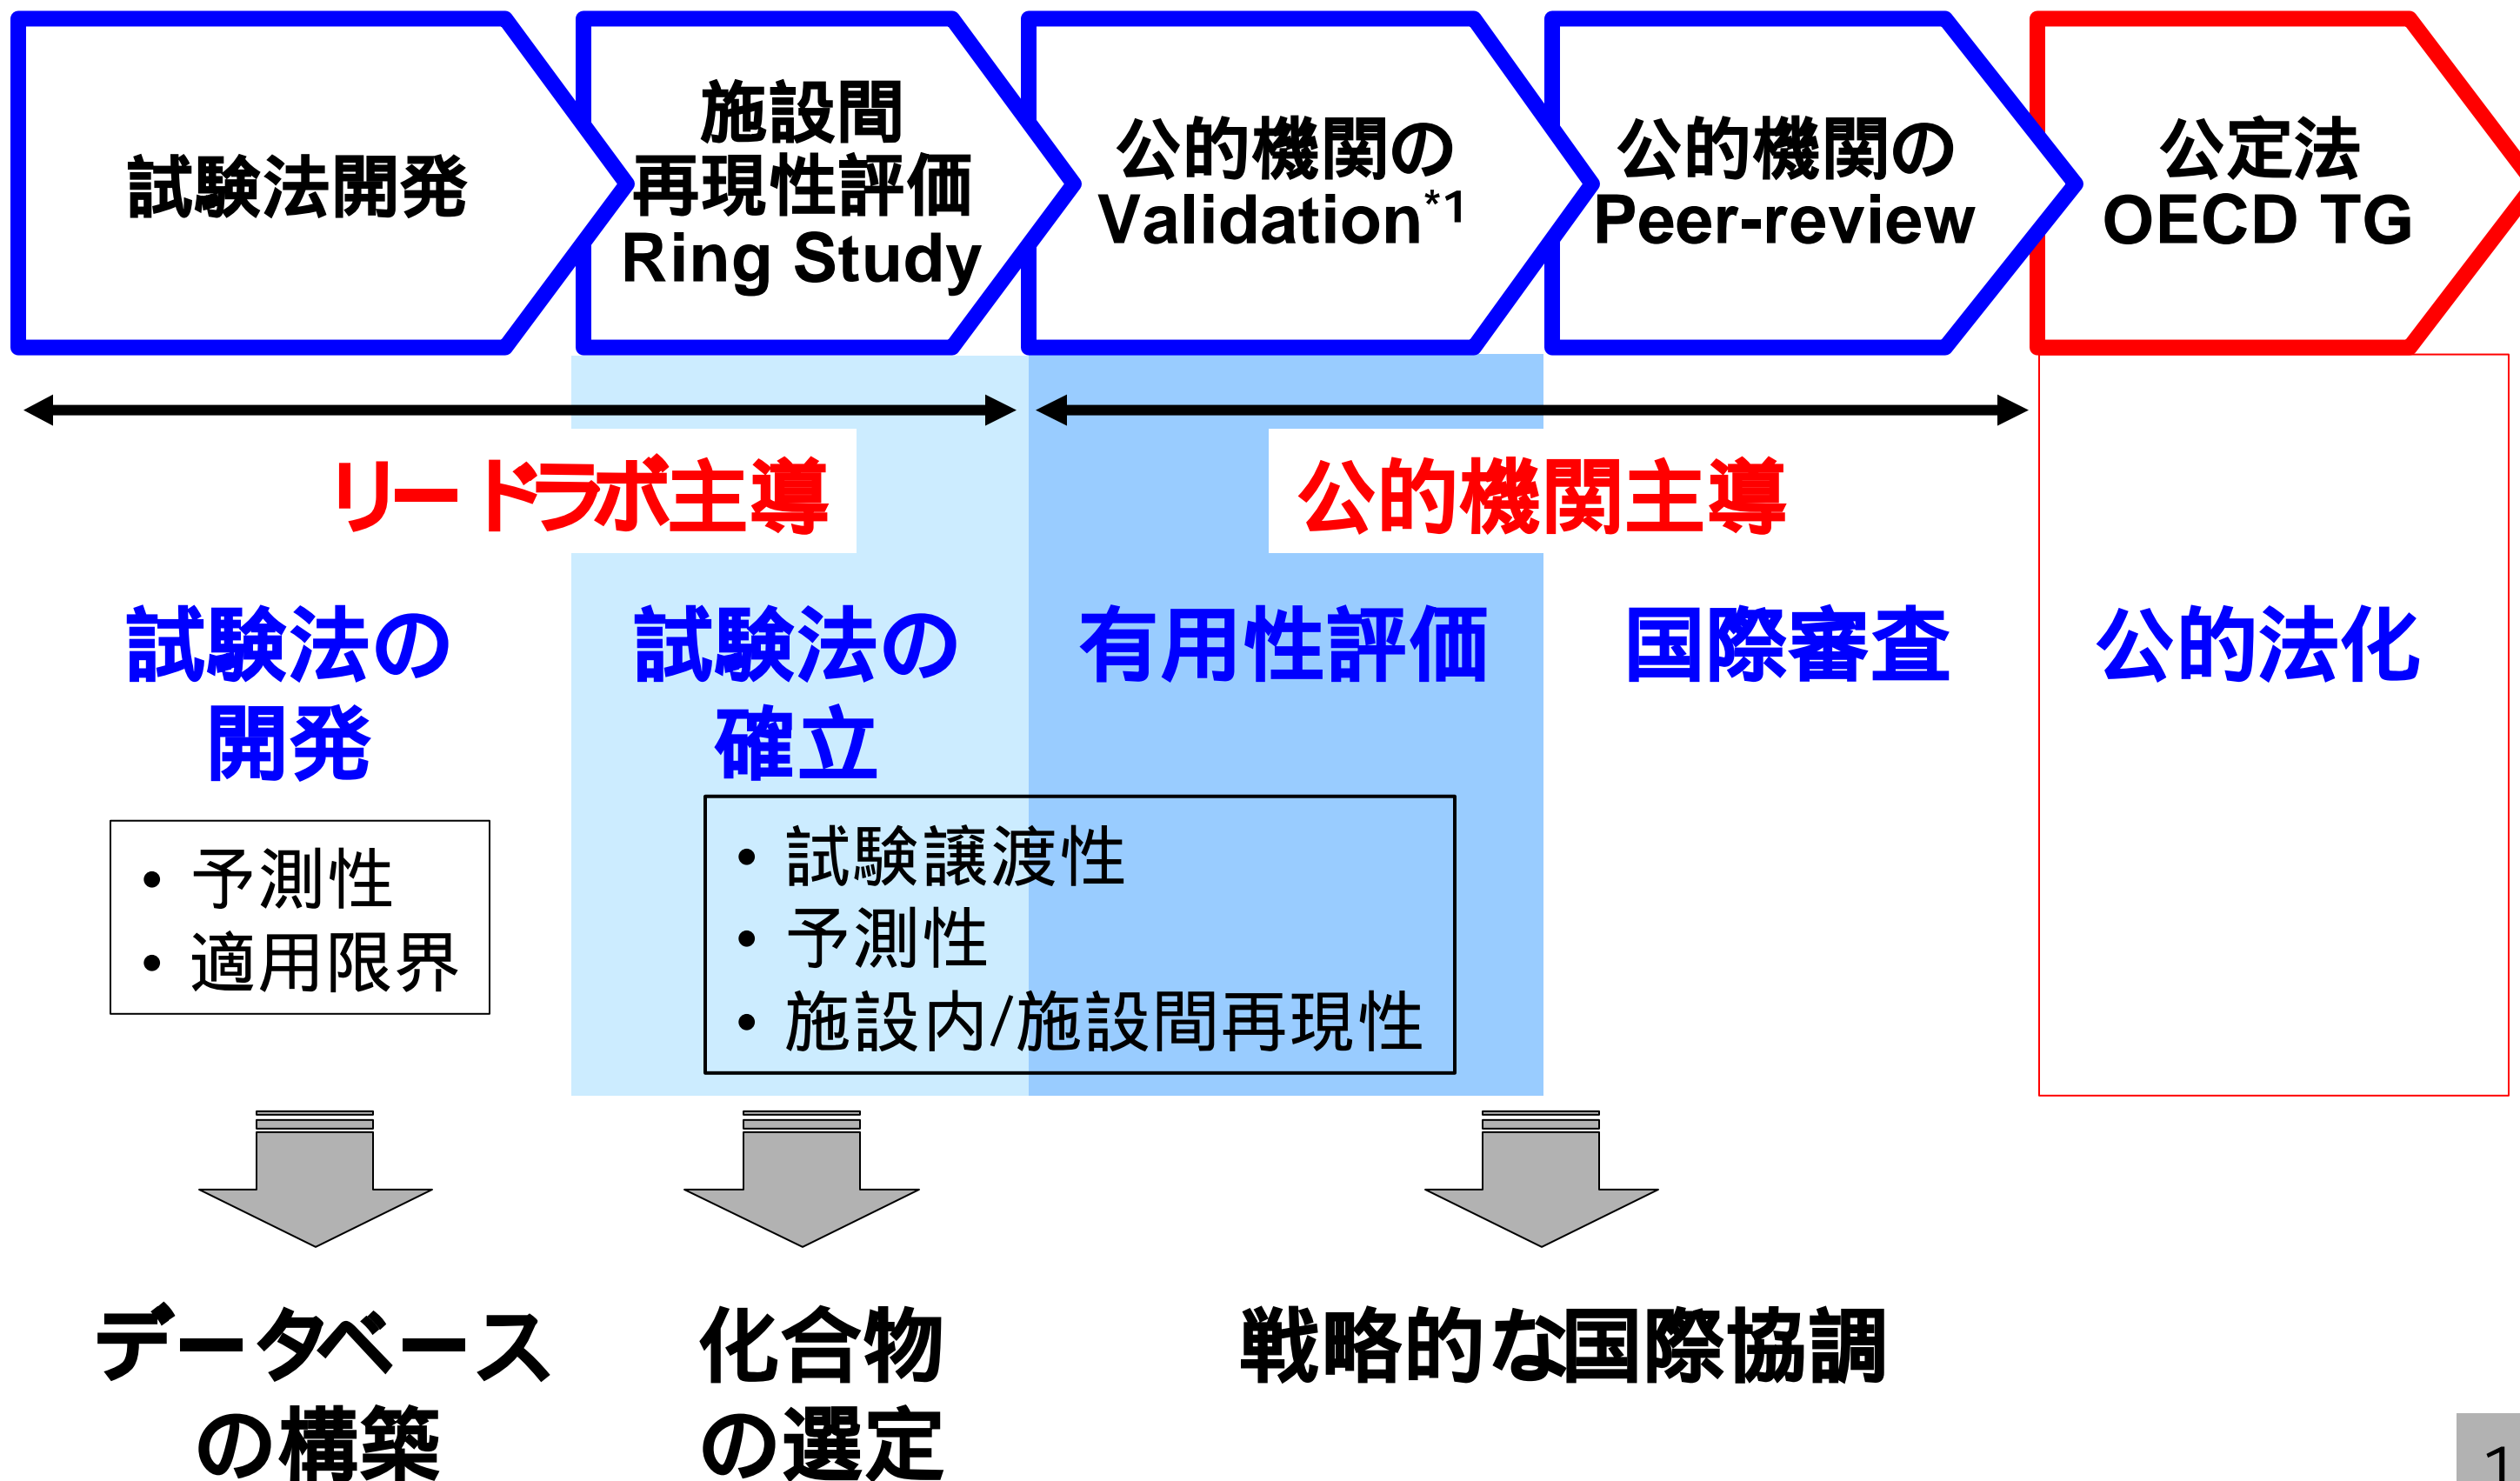 試験法開発
施設間
再現性評価
Ring Study
公的機関の
Validation*1
公的機関の
Peer-review
公定法
OECD TG
リードラボ主導
公的機関主導
試験法の
開発
試験法の
確立
有用性評価
国際審査
公的法化
• 予測性
• 適用限界
• 試験譲渡性
• 予測性
• 施設内/施設間再現性
データベース
の構築
化合物
の選定
戦略的な国際協調
1